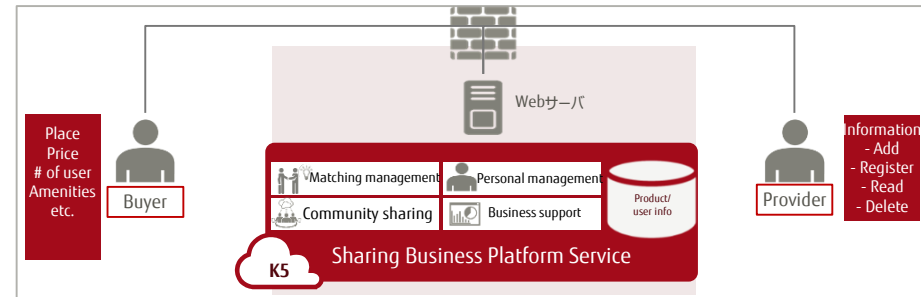 Webサーバ
Place
Price
# of user
Amenities
etc.
Buyer
Matching management
Personal management
Community sharing
Business support
Product/
user info
K5
Sharing Business Platform Service
Provider
Information
- Add
- Register
- Read
- Delete